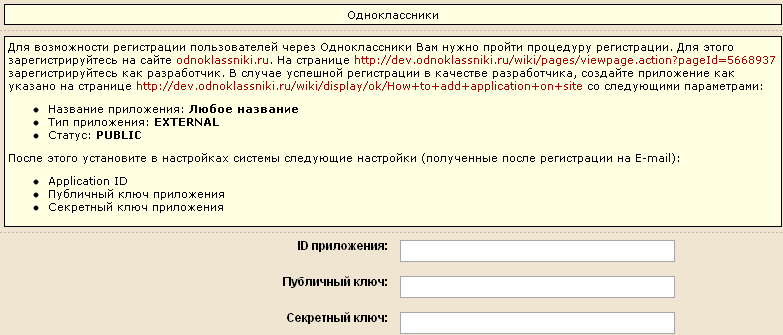 Одноклассники
Для возможности регистрации пользователей через Одноклассники Вам нужно пройти процедуру регистрации. Для этого
зарегистрируйтесь на сайте odnoklassniki.ru. На странице http://dev.odnoklassniki.ru/wiki/pages/viewpage.action?pageId=5668937
зарегистрируйтесь как разработчик. В случае успешной регистрации в качестве разработчика, создайте приложение как
указано на странице http://dev.odnoklassniki.ru/wiki/display/ok/How+to+add+application+on+site со следующими параметрами:
• Название приложения: Любое название
• Тип приложения: EXTERNAL
• Статус: PUBLIC
После этого установите в настройках системы следующие настройки (полученные после регистрации на E-mail):
• Application ID
• Публичный ключ приложения
• Секретный ключ приложения
ID приложения:
Публичный ключ:
Секретный ключ: